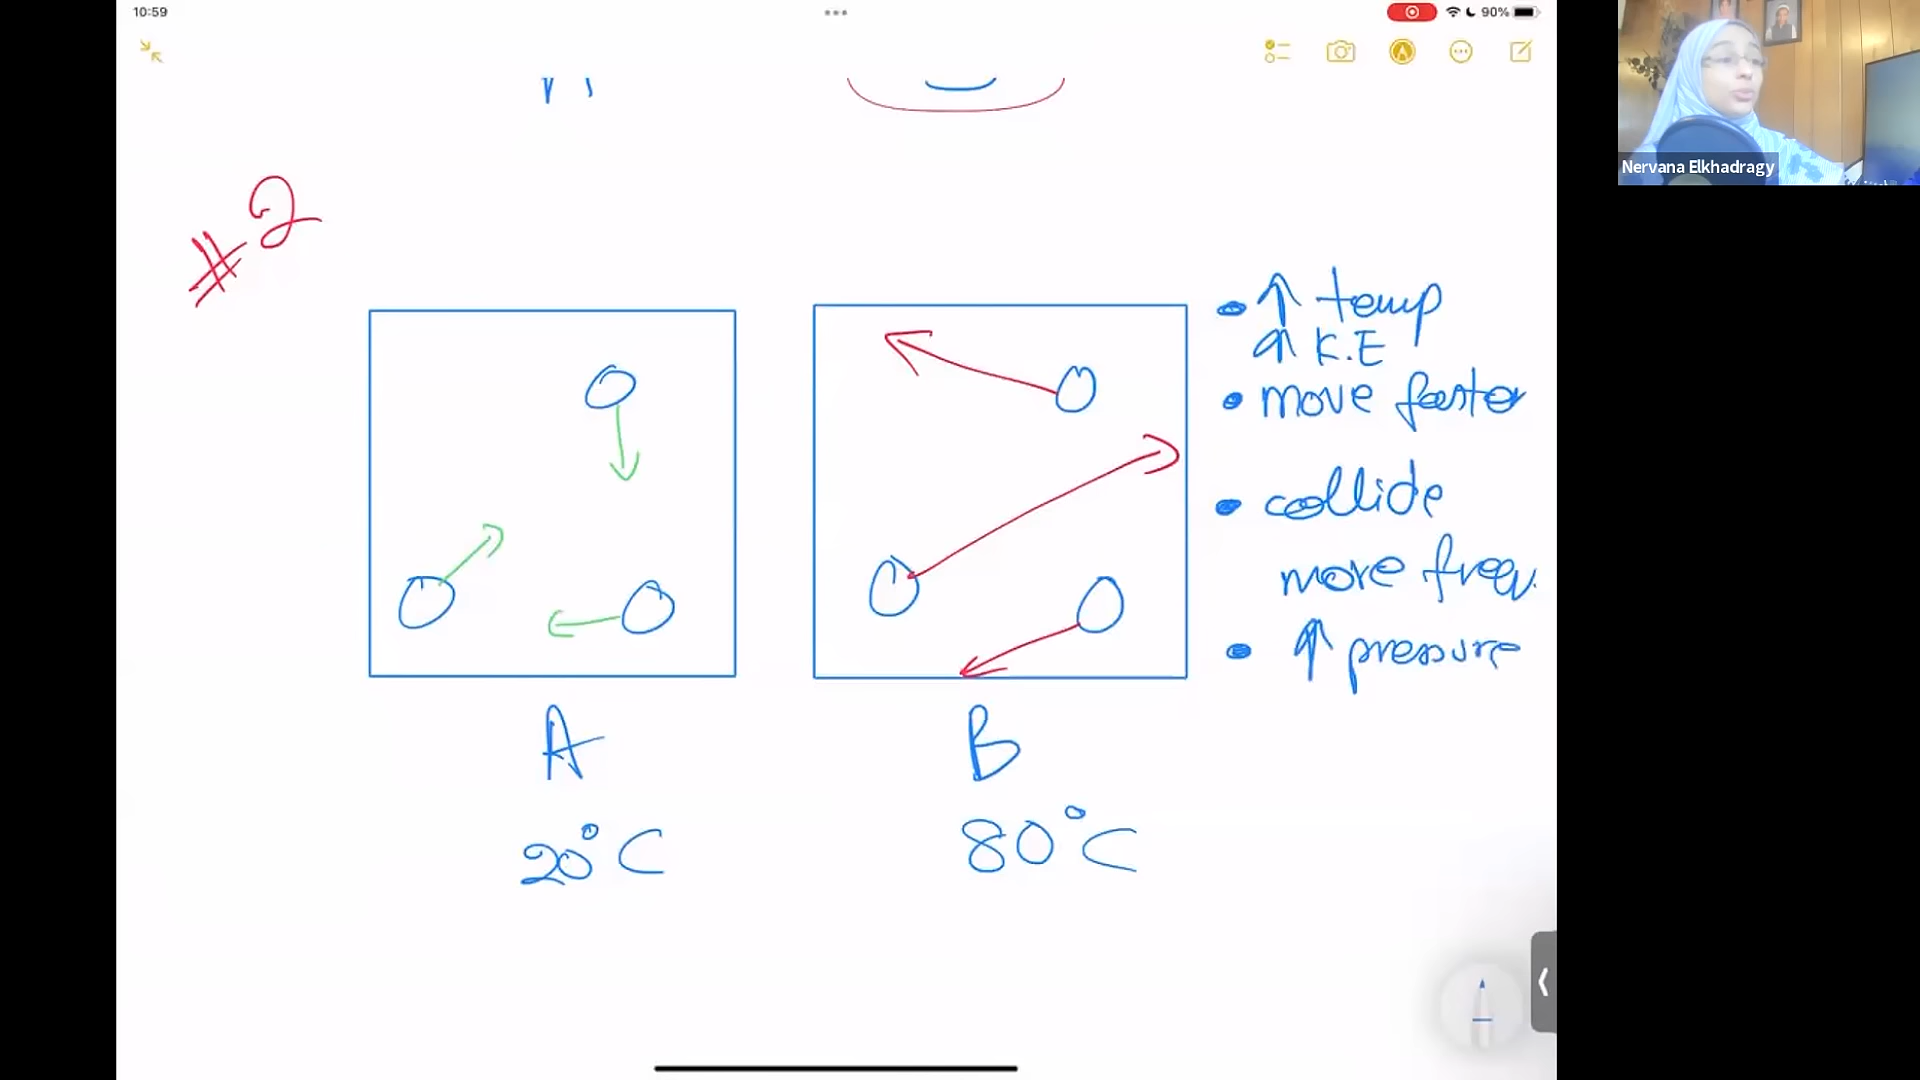 10:59
90%
Nervana Elkhadragy
#2
• ↑ temp
↑ K.E
• move faster
• collide
more freq.
• ↑ pressure
A
B
20°C
80°C